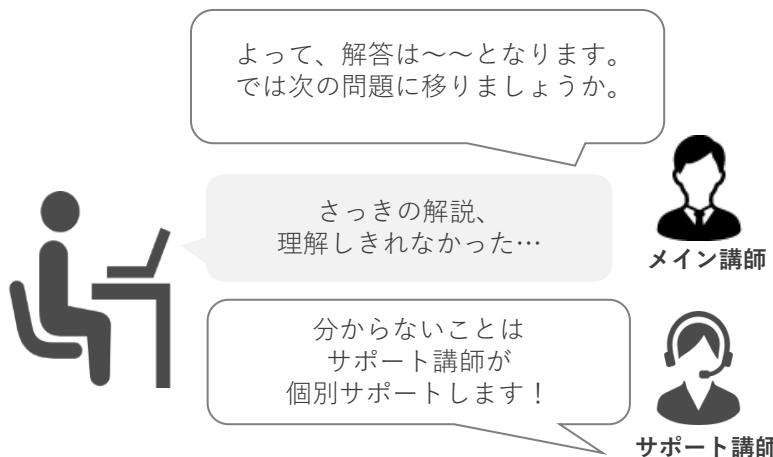 よって、解答は～～となります。
では次の問題に移りましょうか。
さっきの解説、
理解しきれなかった…
メイン講師
分からないことは
サポート講師が
個別サポートします！
サポート講師